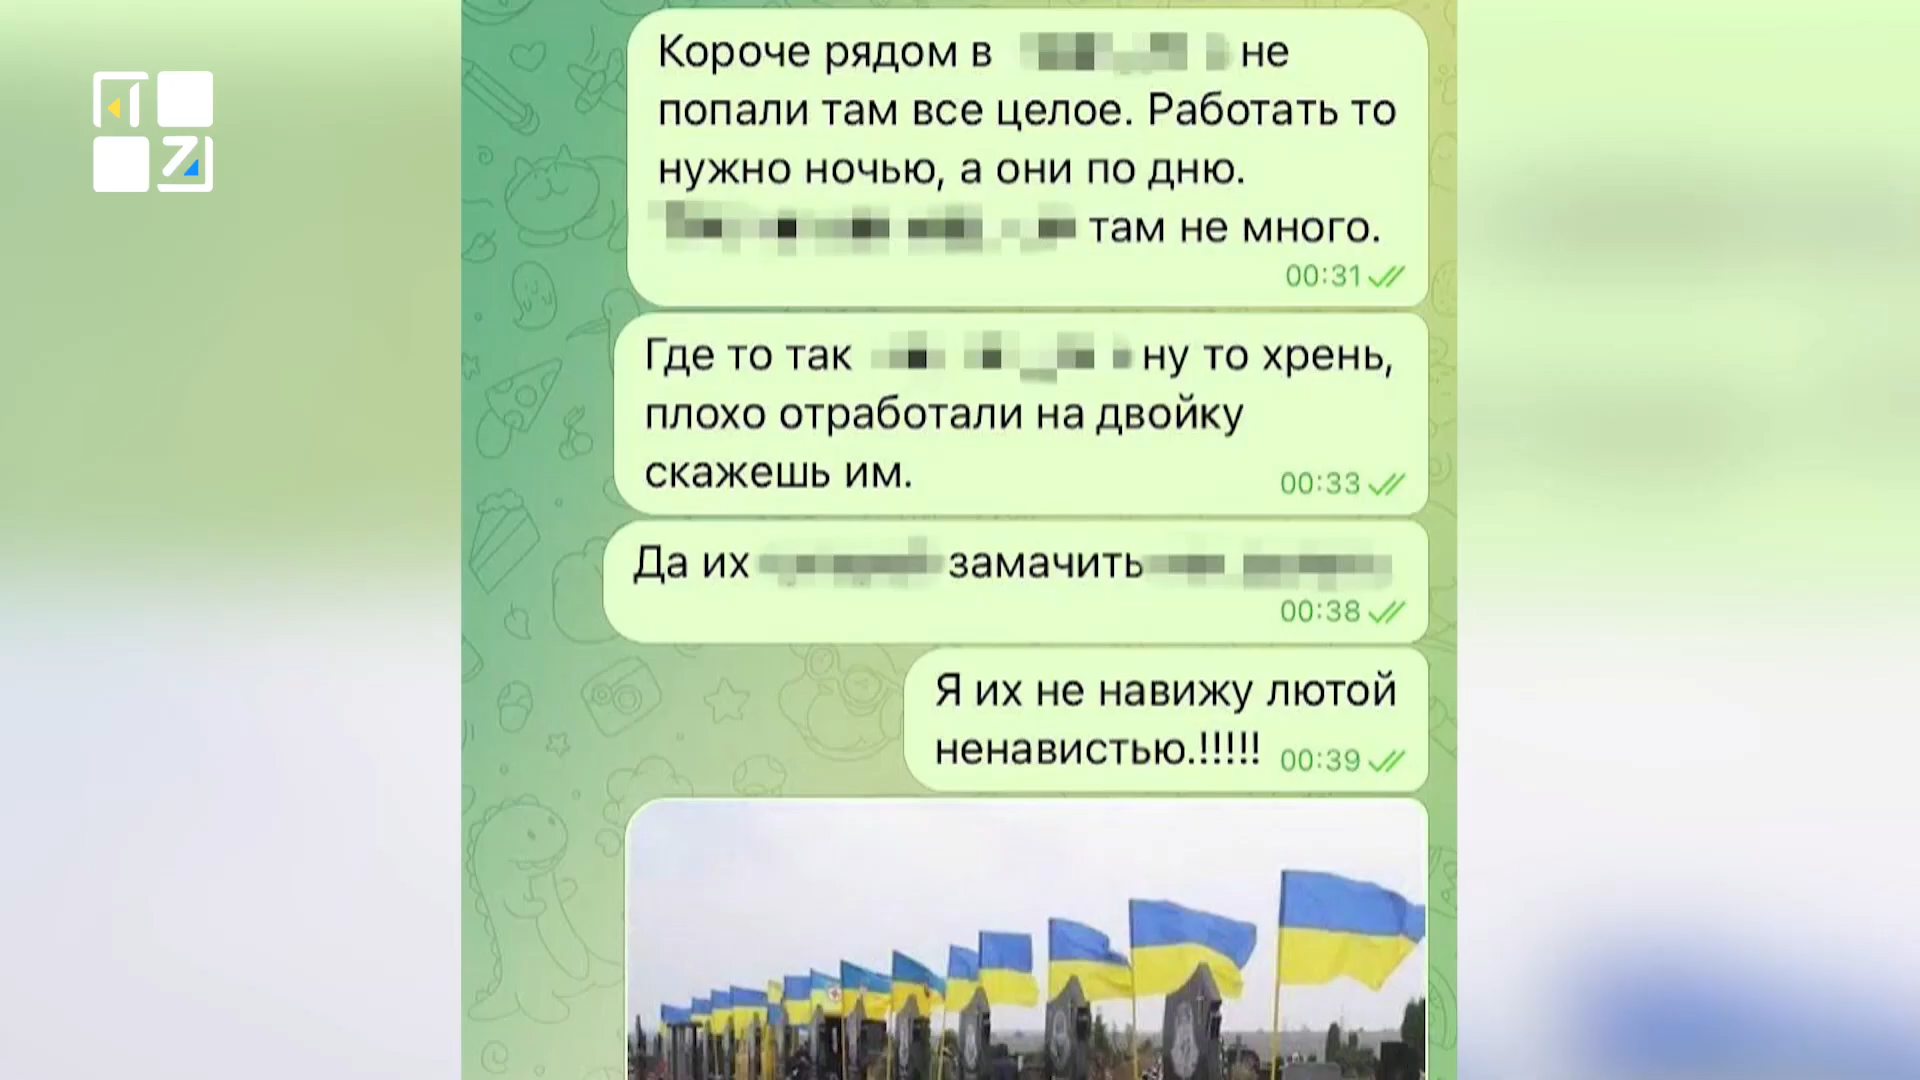 Короче рядом в не
попали там все целое. Работать то
нужно ночью, а они по дню.
там не много.
00:31
Где то так ну то хрень,
плохо отработали на двойку
скажешь им.
00:33
Да их замачить
00:38
Я их не навижу лютой
ненавистью.!!!!!
00:39